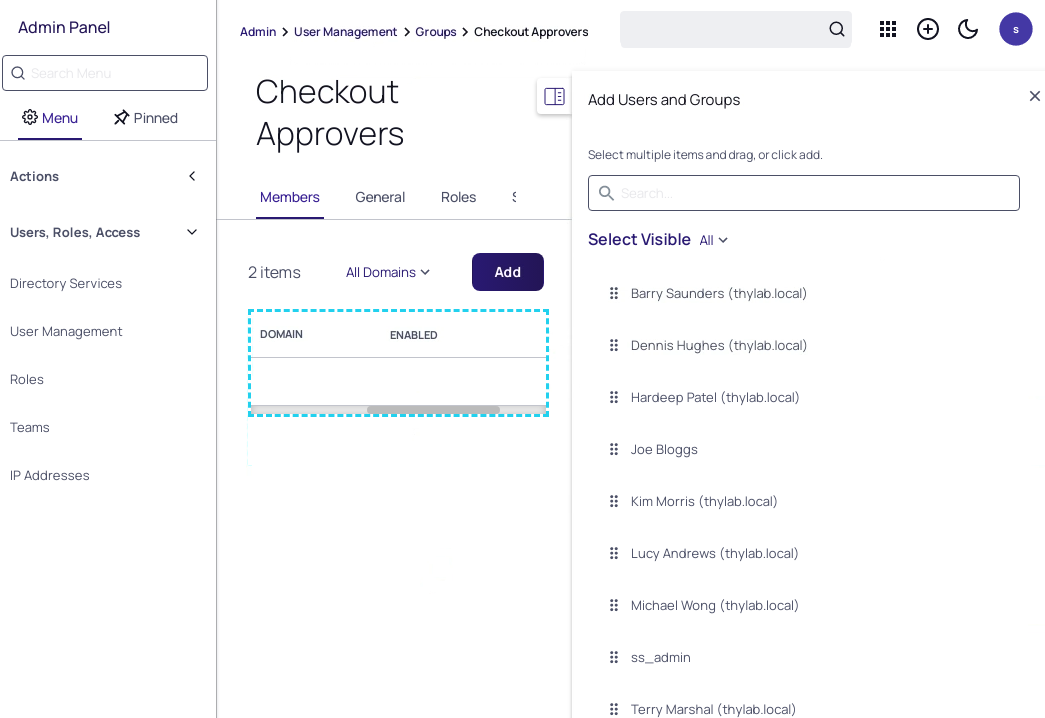 Admin Panel
Search Menu
Menu
Pinned
Actions
Users, Roles, Access
Directory Services
User Management
Roles
Teams
IP Addresses
Admin > User Management > Groups > Checkout Approvers
s
Checkout
Approvers
Members General Roles S
2 items All Domains Add
DOMAIN ENABLED
Add Users and Groups
Select multiple items and drag, or click add.
Search...
Select Visible All
Barry Saunders (thylab.local)
Dennis Hughes (thylab.local)
Hardeep Patel (thylab.local)
Joe Bloggs
Kim Morris (thylab.local)
Lucy Andrews (thylab.local)
Michael Wong (thylab.local)
ss_admin
Terry Marshal (thylab.local)